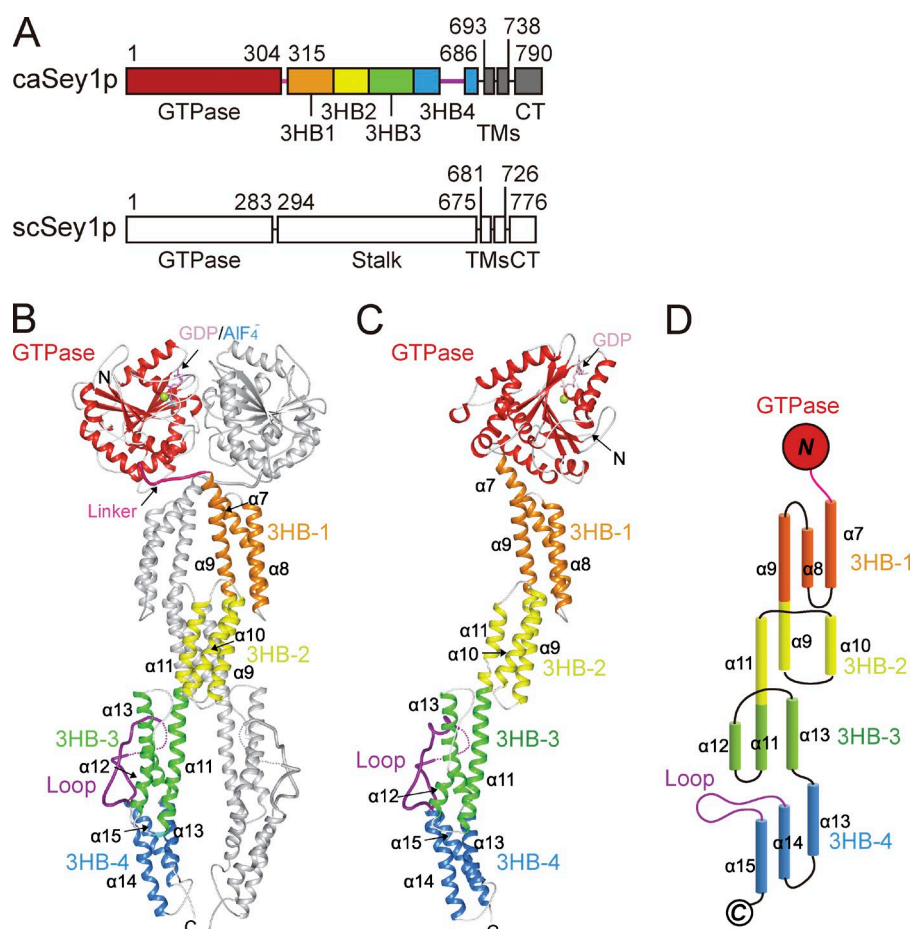 A
693 738
1 304 315 686 790
caSey1p
GTPase 3HB1 3HB2 3HB3 3HB4 TMs CT
681 726
1 283 294 675 776
scSey1p
GTPase Stalk TMs CT
B
GDP/AlF4-
GTPase
N
Linker
α7
3HB-1
α9
α8
α10
3HB-2
α11
α9
α13
3HB-3
α12
α11
Loop
α15
α13
3HB-4
α14
C
C
GDP
GTPase
N
α7
3HB-1
α9
α8
α11
α10
α9
3HB-2
α13
3HB-3
Loop
α11
α12
α15
α13
3HB-4
α14
C
D
GTPase
N
α7
α9
α8
3HB-1
α9
α10
α11
3HB-2
α12
α11
α13
3HB-3
Loop
α13
α14
3HB-4
α15
C